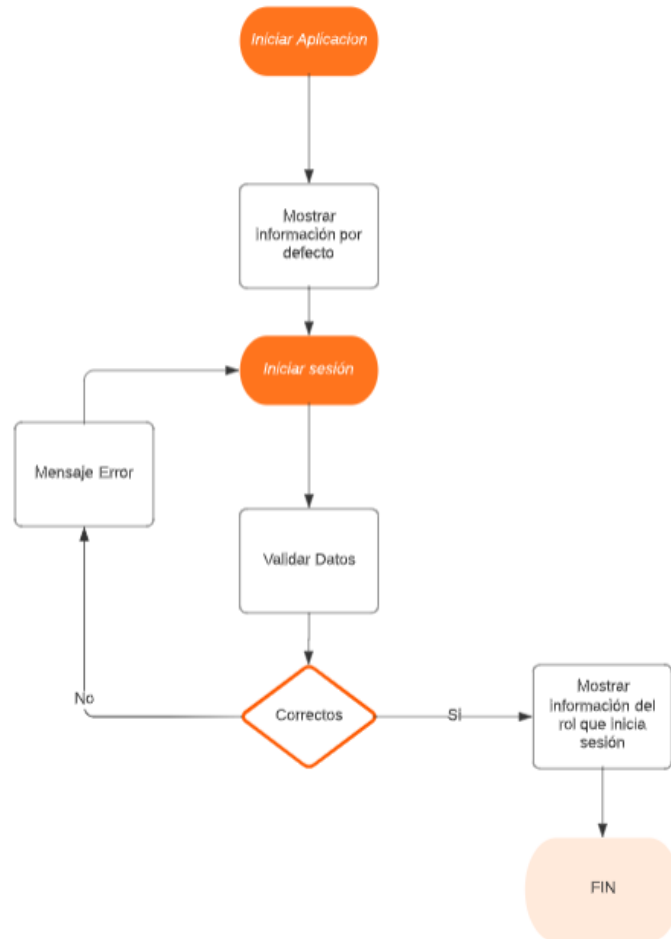 Iniciar Aplicacion
Mostrar
información por
defecto
Iniciar sesión
Mensaje Error
Validar Datos
No
Correctos
Si
Mostrar
información del
rol que inicia
sesión
FIN